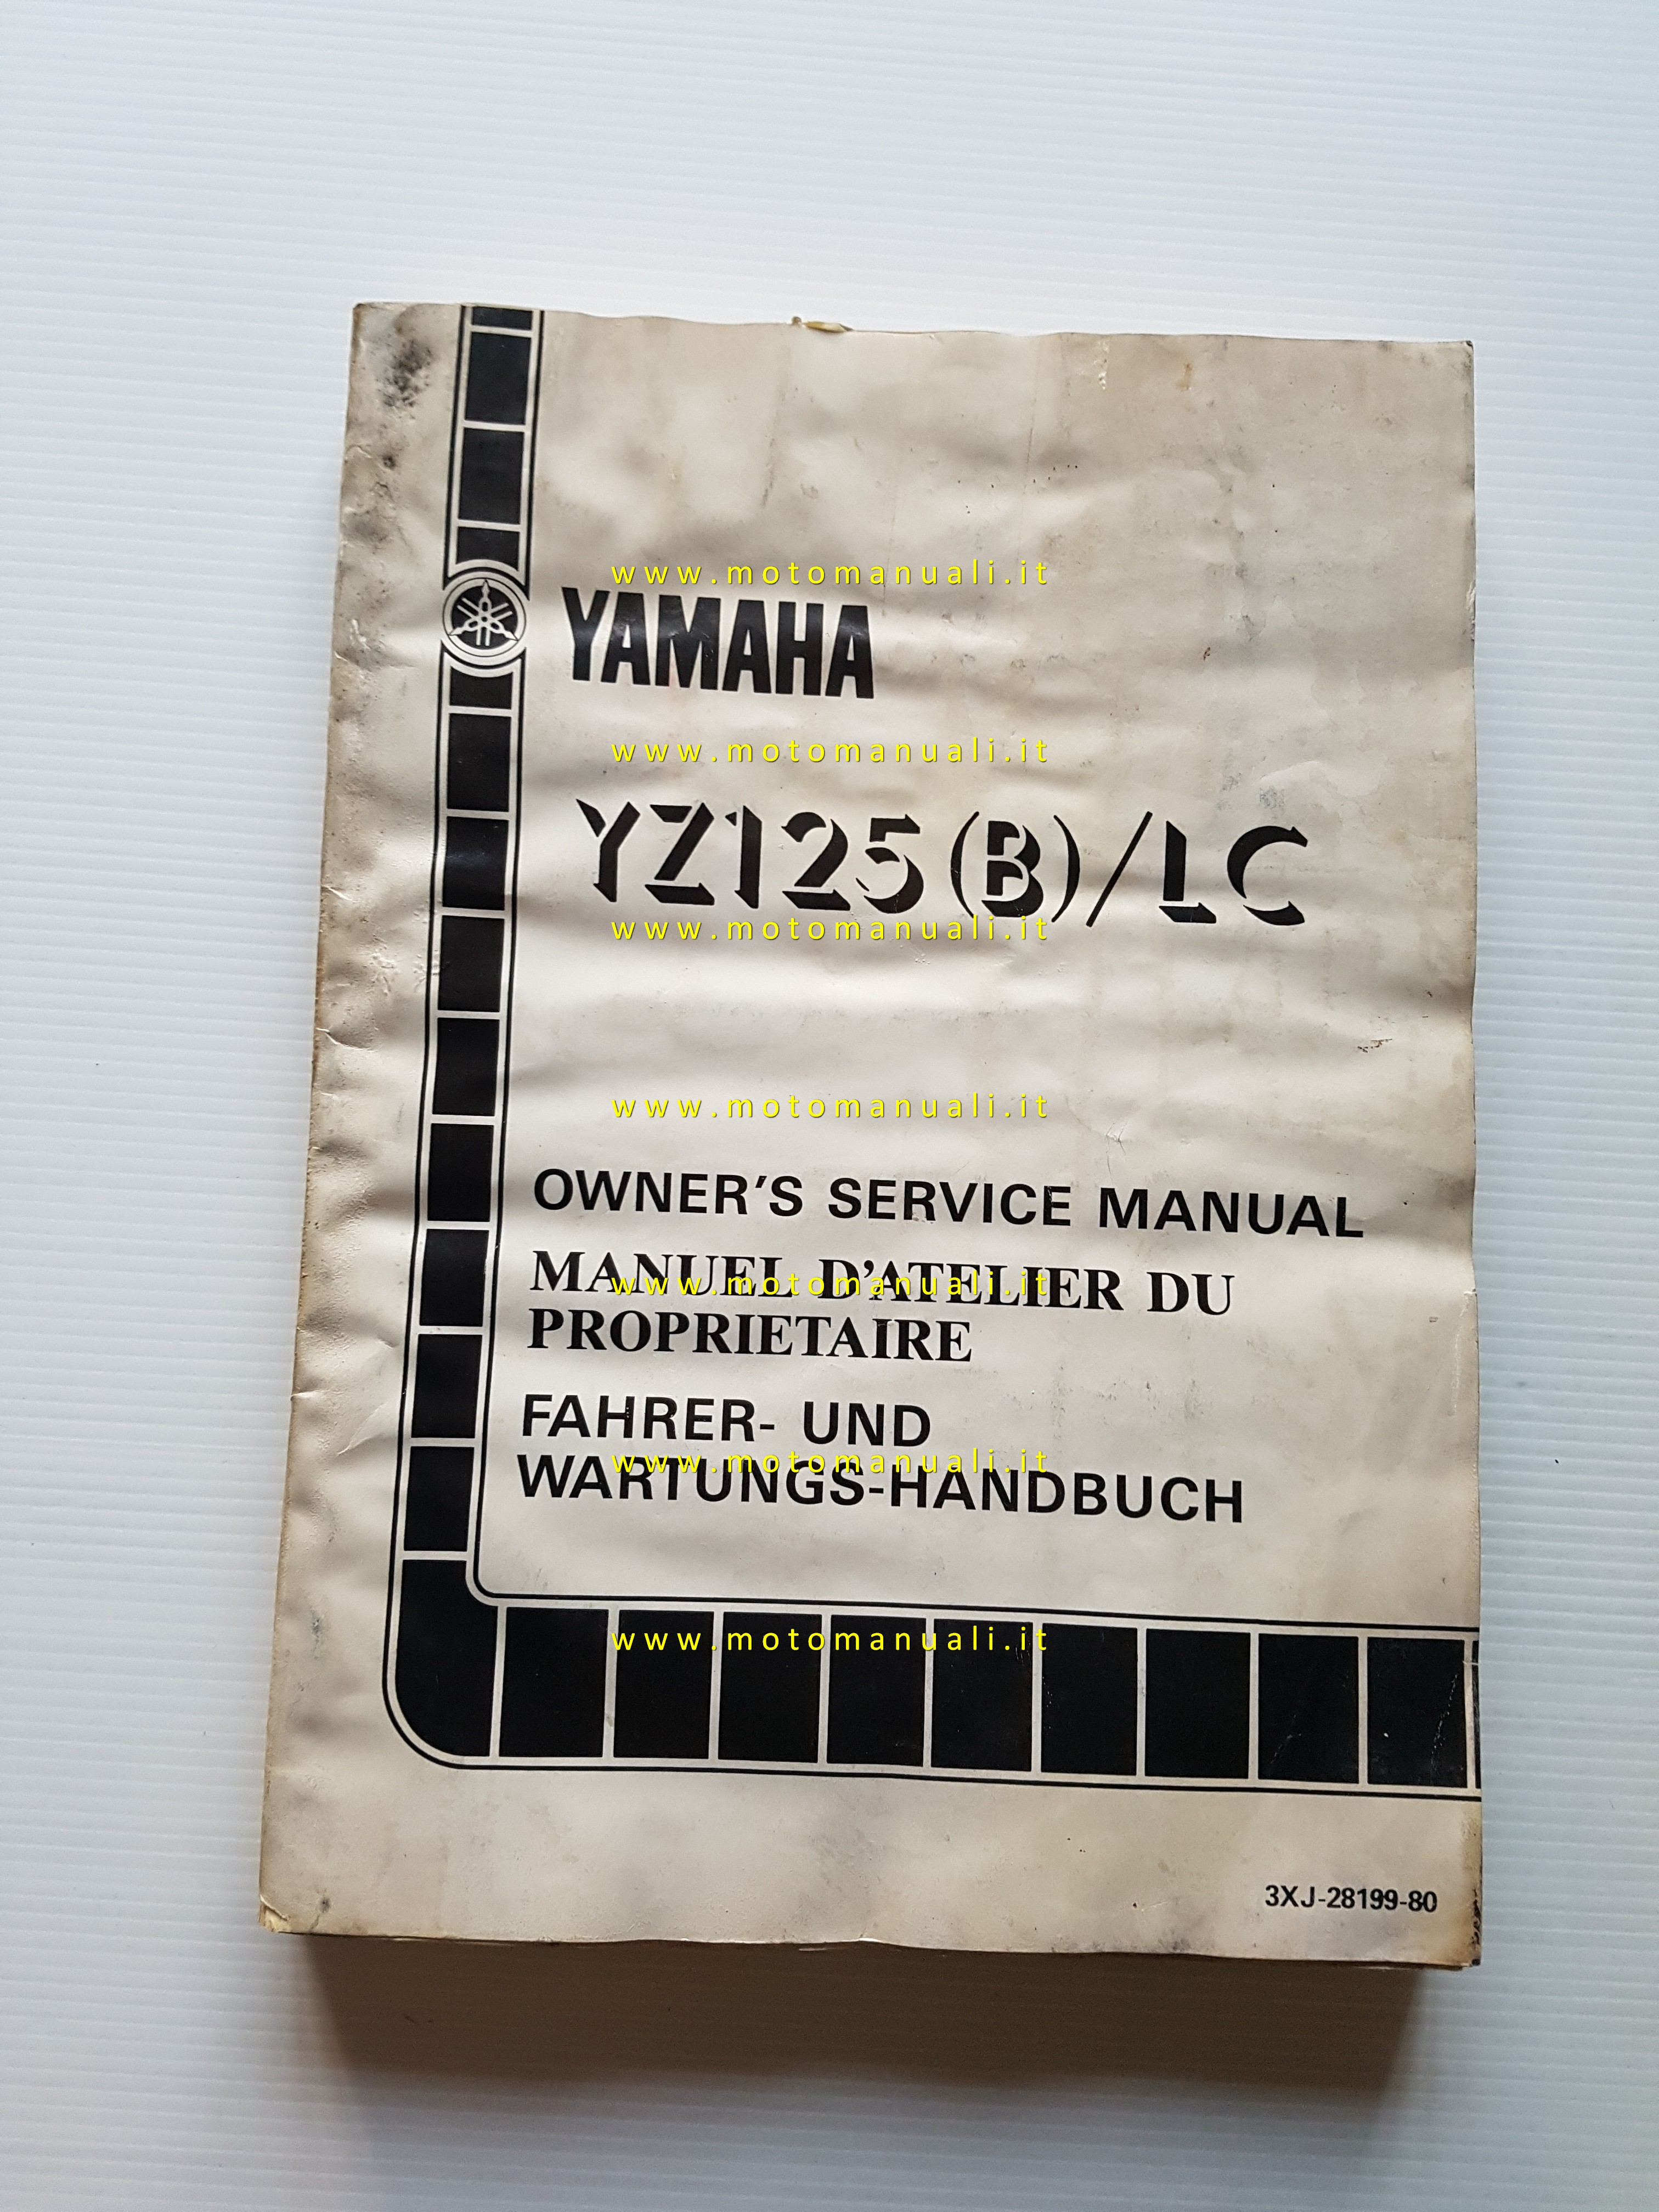 www.motomanuali.it
YAMAHA
www.motomanuali.it
YZ125(B)/LC
www.motomanuali.it
www.motomanuali.it
OWNER'S SERVICE MANUAL
MANUEL D'ATELIER DU
www.motomanuali.it
PROPRIETAIRE
FAHRER- UND
www.motomanuali.it
WARTUNGS-HANDBUCH
www.motomanuali.it
3XJ-28199-80